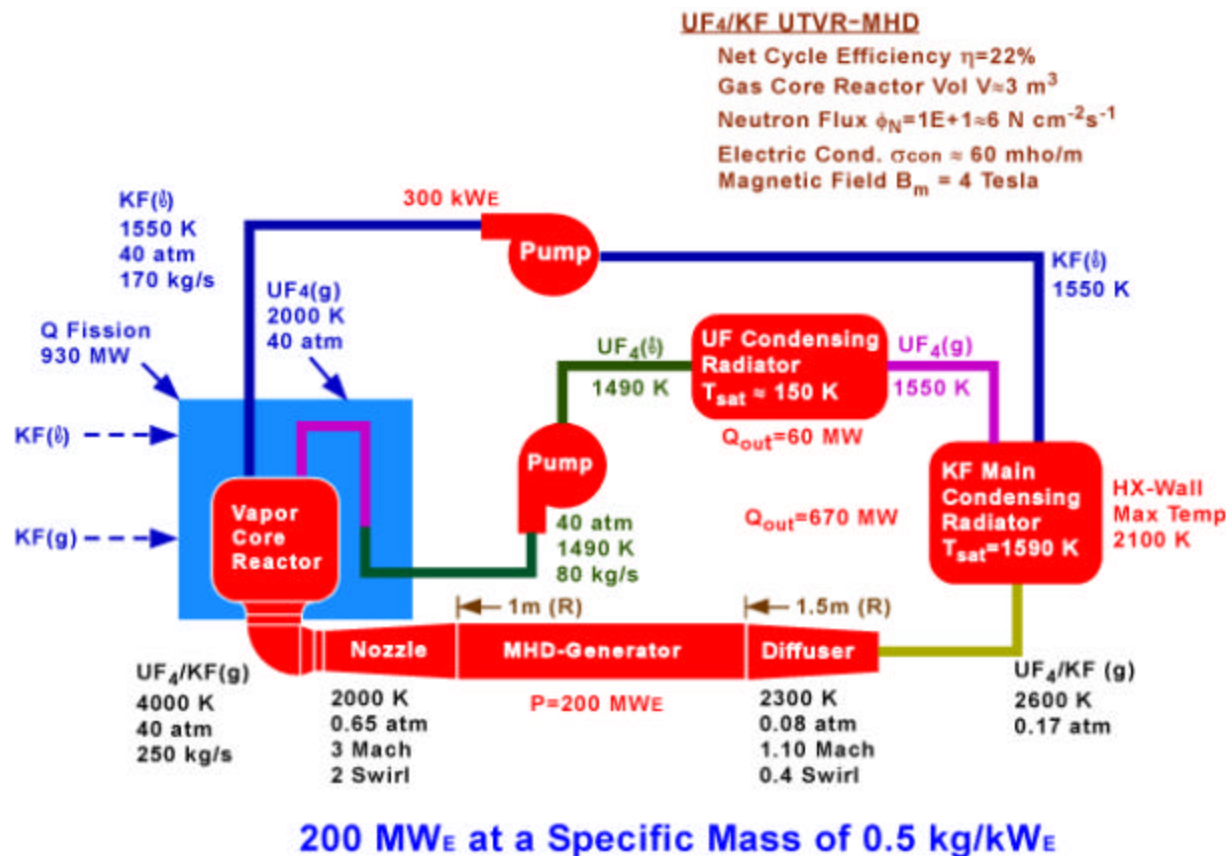 UF₄/KF UTVR-MHD
Net Cycle Efficiency η=22%
Gas Core Reactor Vol V≈3 m³
Neutron Flux ϕN=1E+1≈6 N cm⁻²s⁻¹
Electric Cond. σcon ≈ 60 mho/m
Magnetic Field Bm = 4 Tesla
KF(ℓ)
1550 K
40 atm
170 kg/s
300 kWE
Pump
KF(ℓ)
1550 K
UF4(g)
2000 K
40 atm
Q Fission
930 MW
UF₄(ℓ)
1490 K
UF Condensing
Radiator
Tsat ≈ 150 K
UF₄(g)
1550 K
Qout=60 MW
KF(ℓ)
KF(g)
Vapor
Core
Reactor
Pump
40 atm
1490 K
80 kg/s
Qout=670 MW
KF Main
Condensing
Radiator
Tsat=1590 K
HX-Wall
Max Temp
2100 K
1m (R)
1.5m (R)
Nozzle
MHD-Generator
Diffuser
UF₄/KF(g)
4000 K
40 atm
250 kg/s
2000 K
0.65 atm
3 Mach
2 Swirl
P=200 MWE
2300 K
0.08 atm
1.10 Mach
0.4 Swirl
UF₄/KF (g)
2600 K
0.17 atm
200 MWE at a Specific Mass of 0.5 kg/kWE